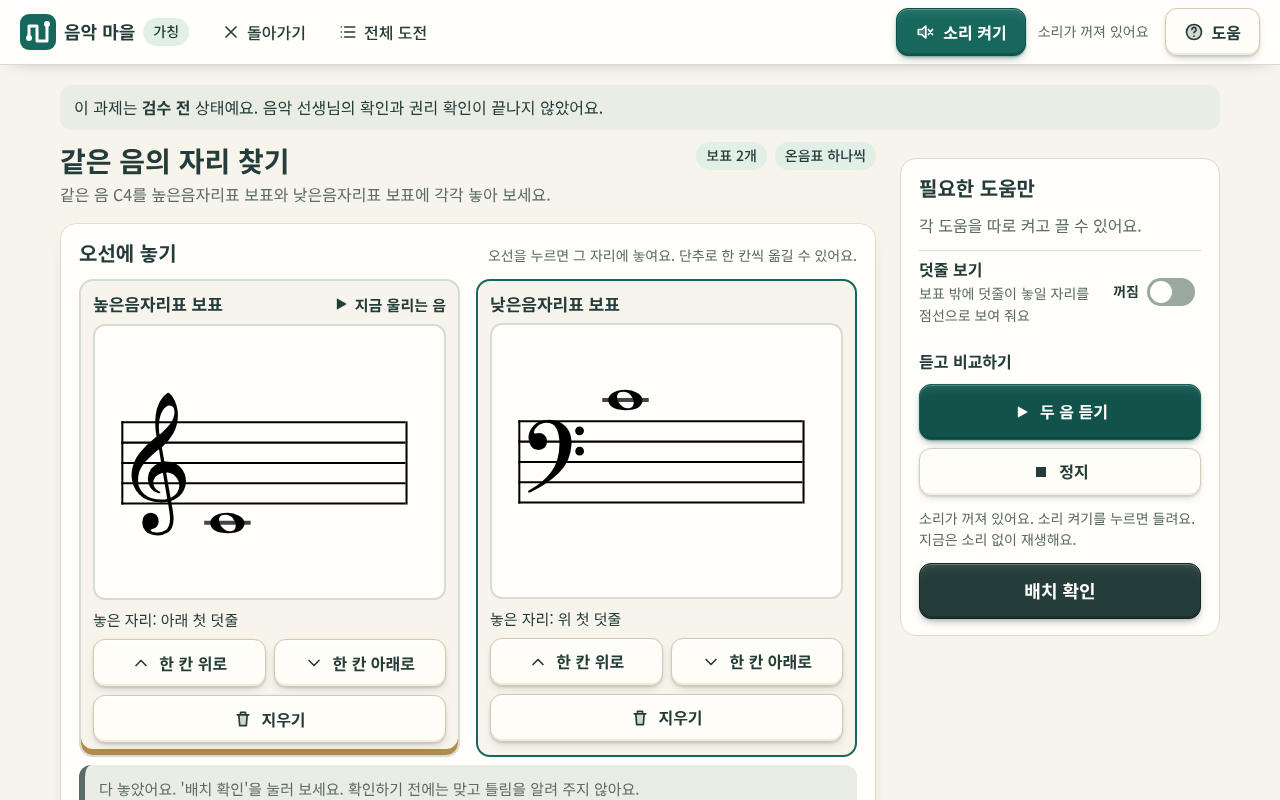 음악 마을 가칭 돌아가기 전체 도전 소리 켜기 소리가 꺼져 있어요 도움
이 과제는 검수 전 상태예요. 음악 선생님의 확인과 권리 확인이 끝나지 않았어요.
같은 음의 자리 찾기
보표 2개 온음표 하나씩
같은 음 C4를 높은음자리표 보표와 낮은음자리표 보표에 각각 놓아 보세요.
오선에 놓기
오선을 누르면 그 자리에 놓여요. 단추로 한 칸씩 옮길 수 있어요.
높은음자리표 보표
지금 울리는 음
놓은 자리: 아래 첫 덧줄
한 칸 위로
한 칸 아래로
지우기
낮은음자리표 보표
놓은 자리: 위 첫 덧줄
한 칸 위로
한 칸 아래로
지우기
다 놓았어요. '배치 확인'을 눌러 보세요. 확인하기 전에는 맞고 틀림을 알려 주지 않아요.
필요한 도움만
각 도움을 따로 켜고 끌 수 있어요.
덧줄 보기
보표 밖에 덧줄이 놓일 자리를
점선으로 보여 줘요
꺼짐
듣고 비교하기
두 음 듣기
정지
소리가 꺼져 있어요. 소리 켜기를 누르면 들려요.
지금은 소리 없이 재생해요.
배치 확인